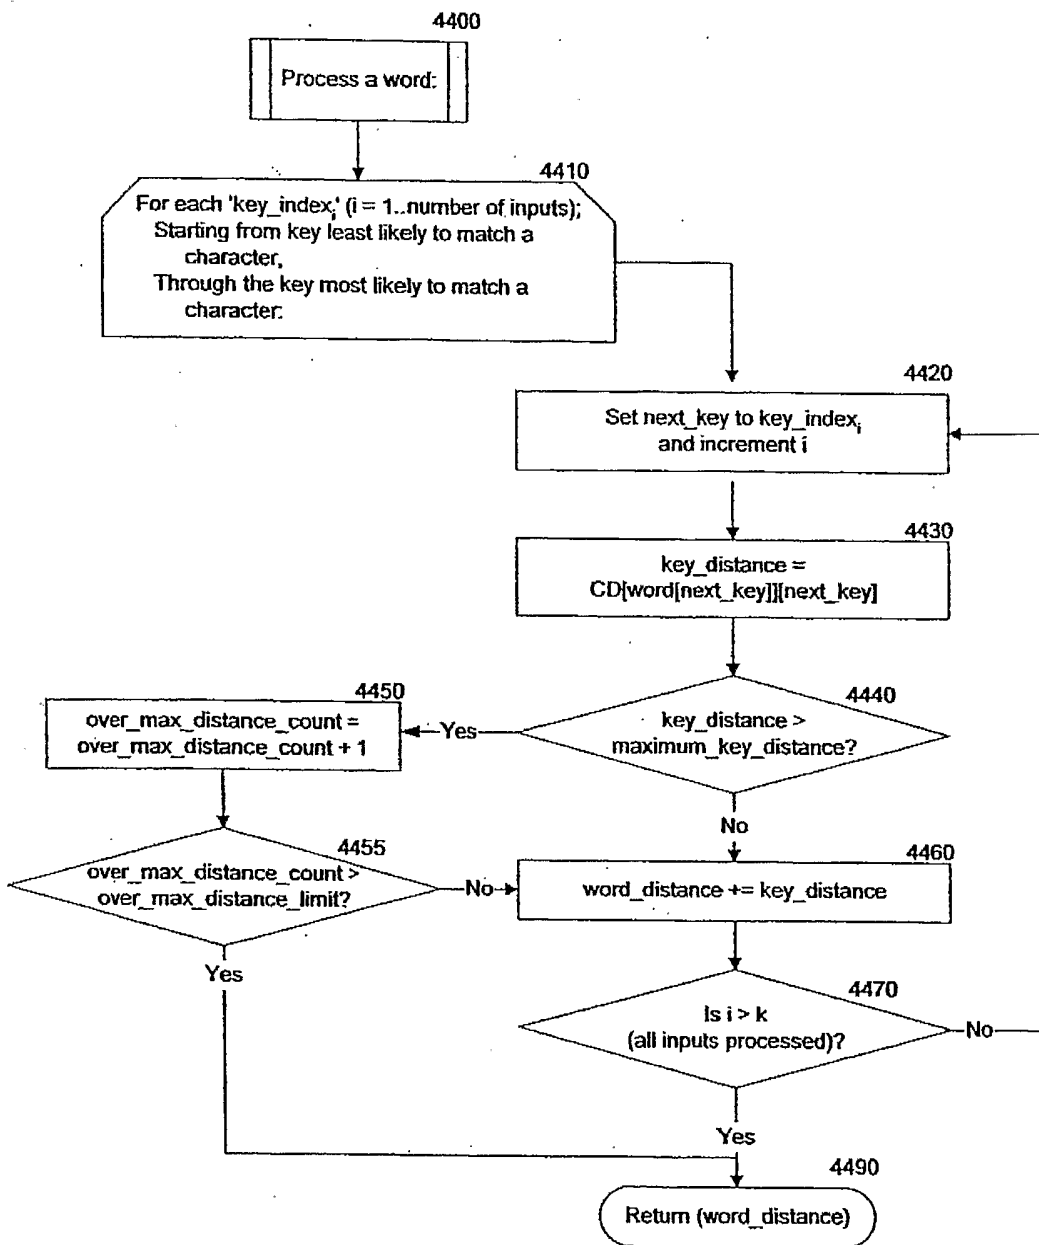 4400
Process a word:
4410
For each 'key_index_i' (i = 1..number of inputs);
Starting from key least likely to match a
character,
Through the key most likely to match a
character:
4420
Set next_key to key_index_i
and increment i
4430
key_distance =
CD[word[next_key]][next_key]
4440
key_distance >
maximum_key_distance?
Yes
4450
over_max_distance_count =
over_max_distance_count + 1
No
4455
over_max_distance_count >
over_max_distance_limit?
No
4460
word_distance += key_distance
Yes
4470
Is i > k
(all inputs processed)?
No
Yes
4490
Return (word_distance)